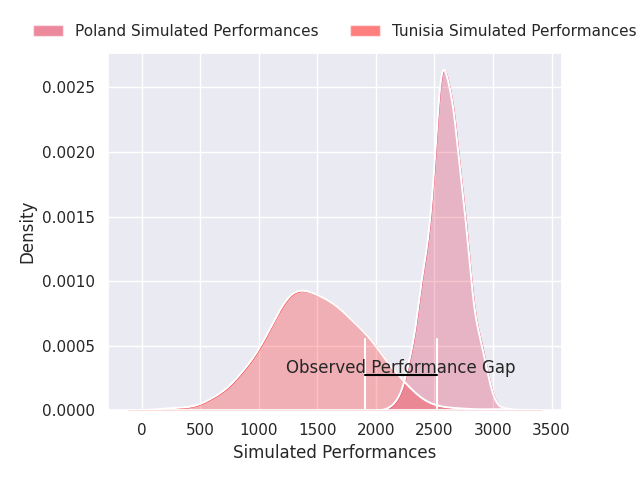 Poland Simulated Performances
Tunisia Simulated Performances
0.0025
0.0020
0.0015
0.0010
0.0005
0.0000
Density
Observed Performance Gap
0
500
1000
1500
2000
2500
3000
3500
Simulated Performances